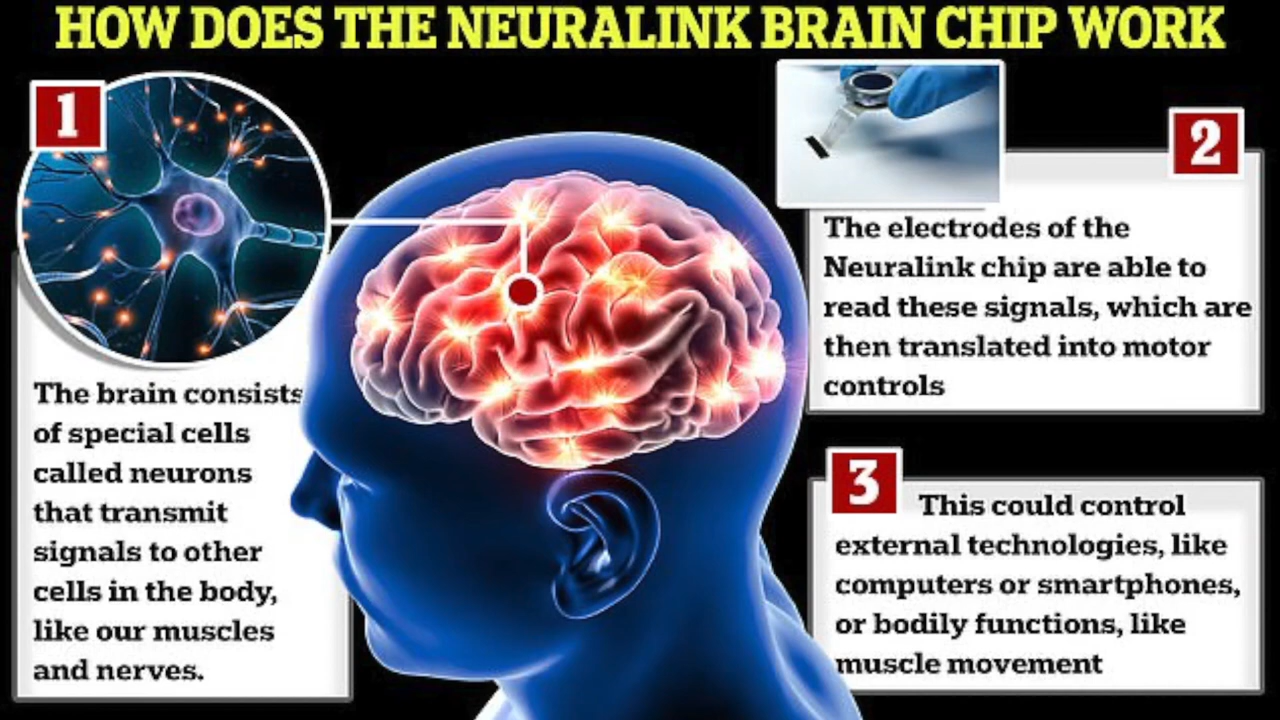 HOW DOES THE NEURALINK BRAIN CHIP WORK
1
The brain consists
of special cells
called neurons
that transmit
signals to other
cells in the body,
like our muscles
and nerves.
2
The electrodes of the
Neuralink chip are able to
read these signals, which are
then translated into motor
controls
3
This could control
external technologies, like
computers or smartphones,
or bodily functions, like
muscle movement